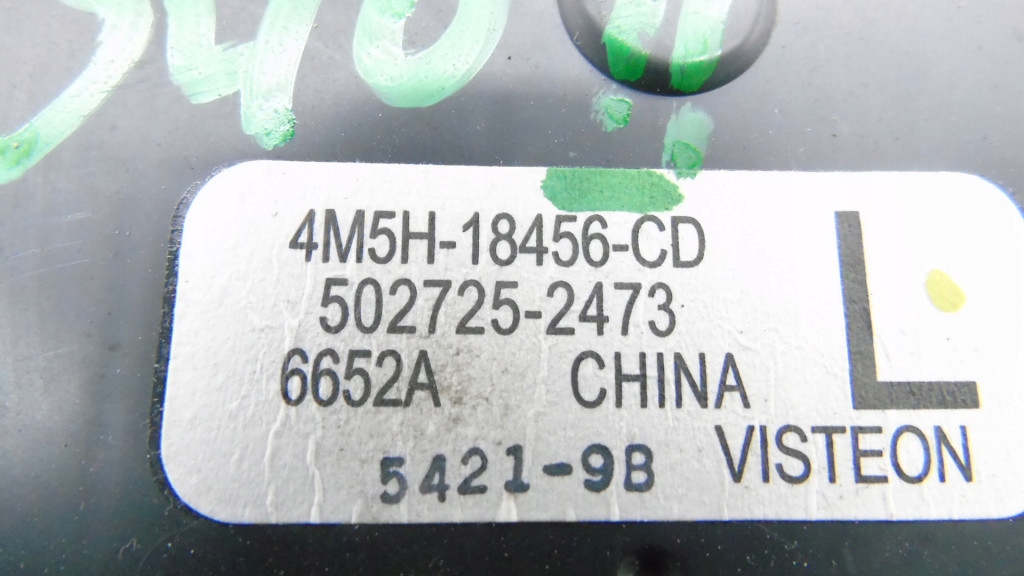 4M5H-18456-CD
502725-2473
6652A CHINA
L
5421-9B
VISTEON